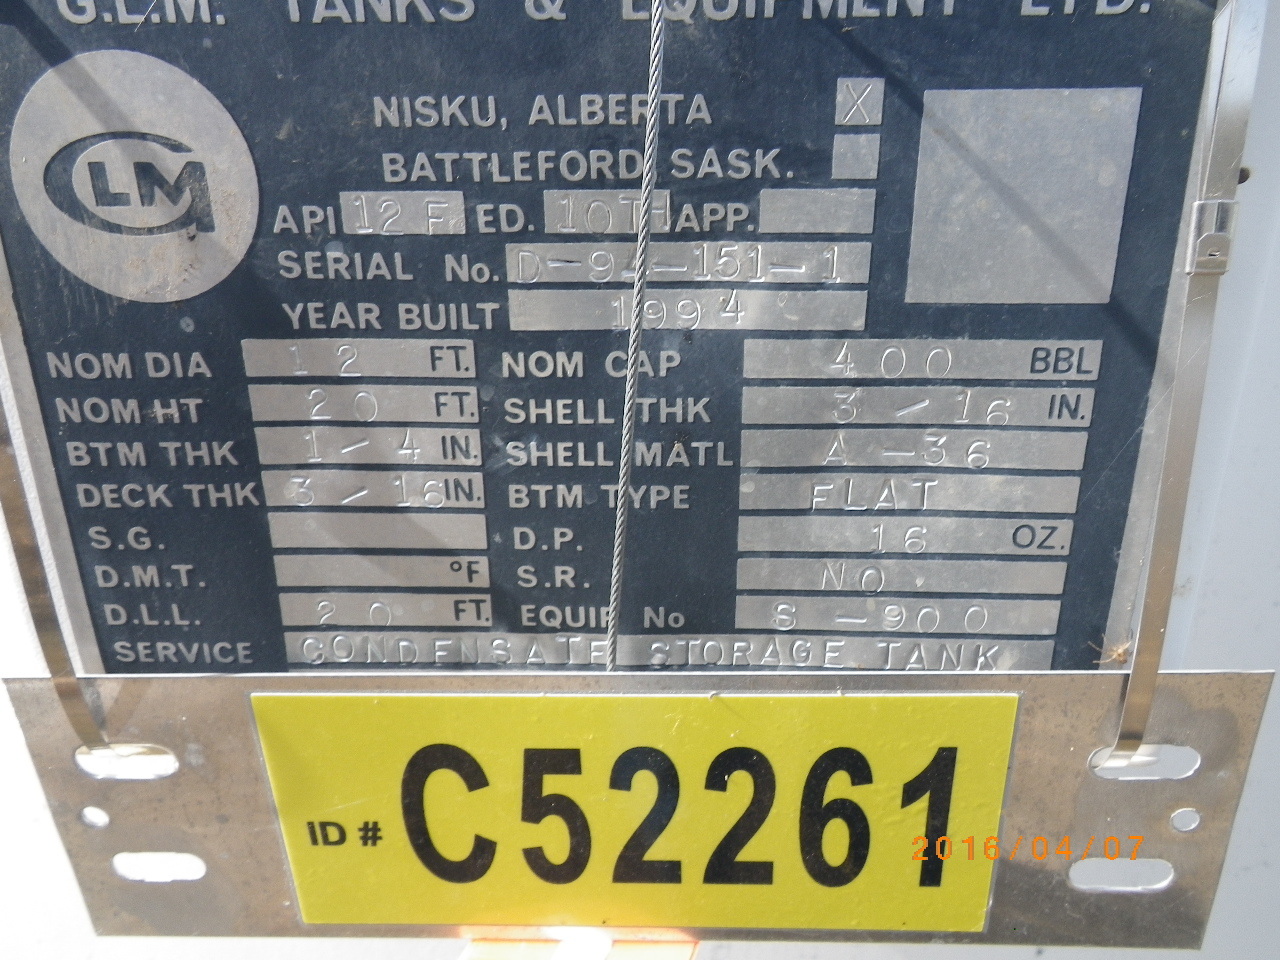 G.L.M. TANKS & EQUIPMENT LTD.
GLM
NISKU, ALBERTA X
BATTLEFORD SASK.
API 12 F ED. 10TH APP.
SERIAL No. D-94-151-1
YEAR BUILT 1994
NOM DIA 12 FT. NOM CAP 400 BBL
NOM HT 20 FT. SHELL THK 3/16 IN.
BTM THK 1-4 IN. SHELL MATL A-36
DECK THK 3/16 IN. BTM TYPE FLAT
S.G. D.P. 16 OZ.
D.M.T. °F S.R. NO.
D.L.L. 20 FT. EQUIP No S-900
SERVICE CONDENSATE STORAGE TANK
ID # C52261
2016/04/07